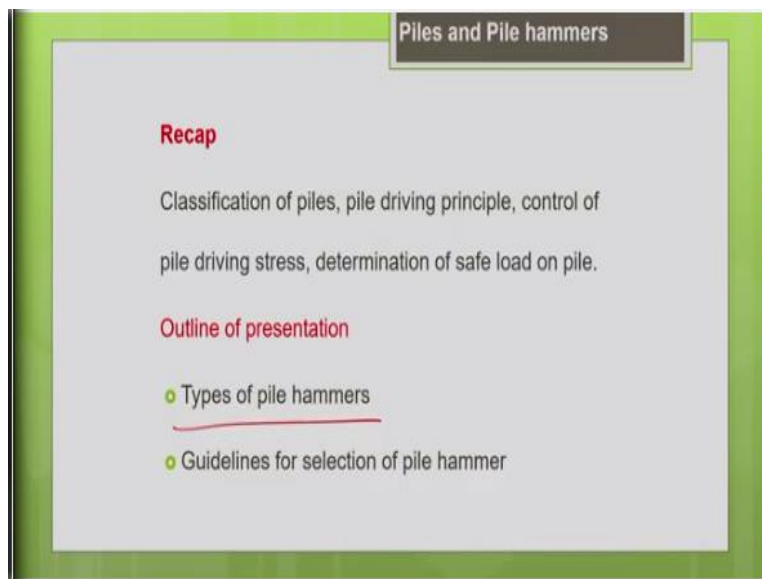 Piles and Pile hammers
Recap
Classification of piles, pile driving principle, control of
pile driving stress, determination of safe load on pile.
Outline of presentation
Types of pile hammers
Guidelines for selection of pile hammer